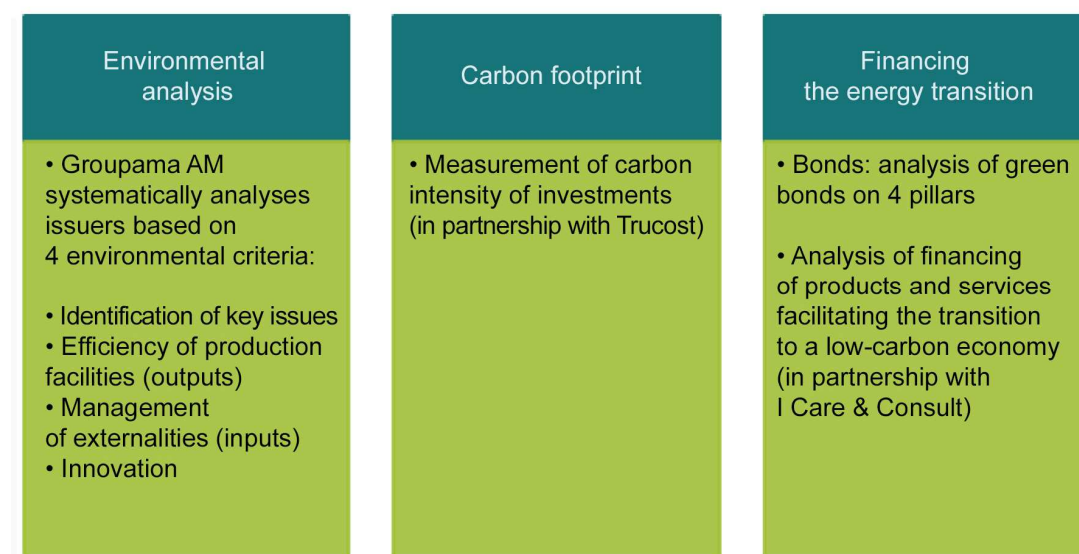 Environmental
analysis
• Groupama AM
systematically analyses
issuers based on
4 environmental criteria:
• Identification of key issues
• Efficiency of production
facilities (outputs)
• Management
of externalities (inputs)
• Innovation
Carbon footprint
• Measurement of carbon
intensity of investments
(in partnership with Trucost)
Financing
the energy transition
• Bonds: analysis of green
bonds on 4 pillars
• Analysis of financing
of products and services
facilitating the transition
to a low-carbon economy
(in partnership with
I Care & Consult)